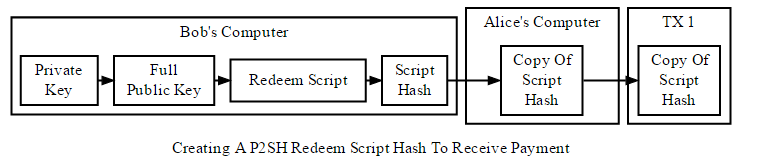 Bob's Computer
Private
Key
Full
Public Key
Redeem Script
Script
Hash
Alice's Computer
Copy Of
Script
Hash
TX 1
Copy Of
Script
Hash
Creating A P2SH Redeem Script Hash To Receive Payment